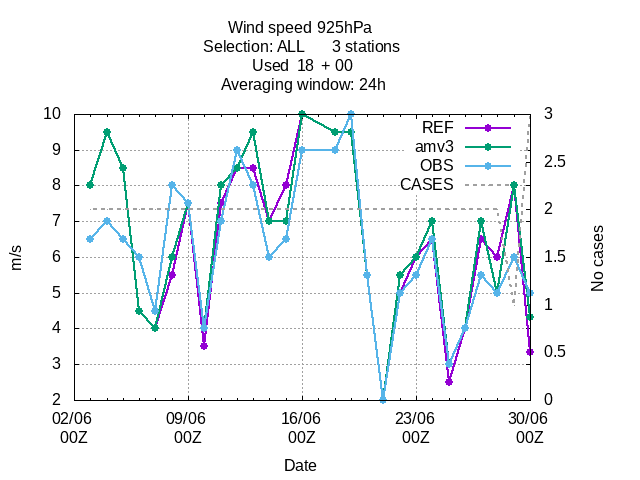 Wind speed 925hPa
Selection: ALL 3 stations
Used 18 + 00
Averaging window: 24h
10
9
8
7
6
5
4
3
2
m/s
REF
amv3
OBS
CASES
3
2.5
2
1.5
1
0.5
0
No cases
02/06 09/06 16/06 23/06 30/06
00Z 00Z 00Z 00Z 00Z
Date